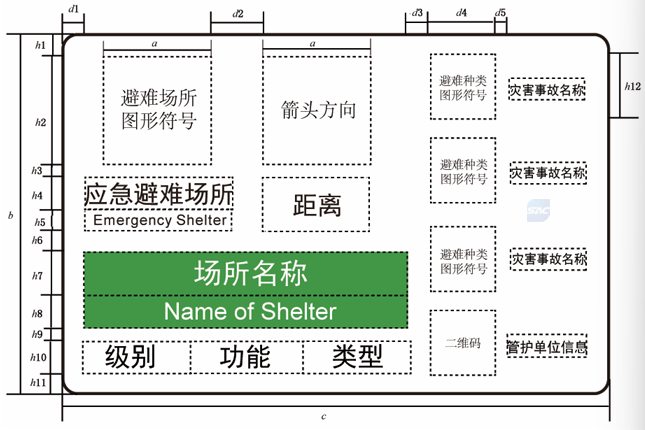 d1
d2
d3
d4
d5
h1
a
a
避难场所
图形符号
箭头方向
避难种类
图形符号
灾害事故名称
h12
h2
避难种类
图形符号
灾害事故名称
h3
应急避难场所
Emergency Shelter
距离
h4
h5
SAC
b
h6
避难种类
图形符号
灾害事故名称
h7
场所名称
h8
Name of Shelter
h9
二维码
管护单位信息
h10
级别
功能
类型
h11
c